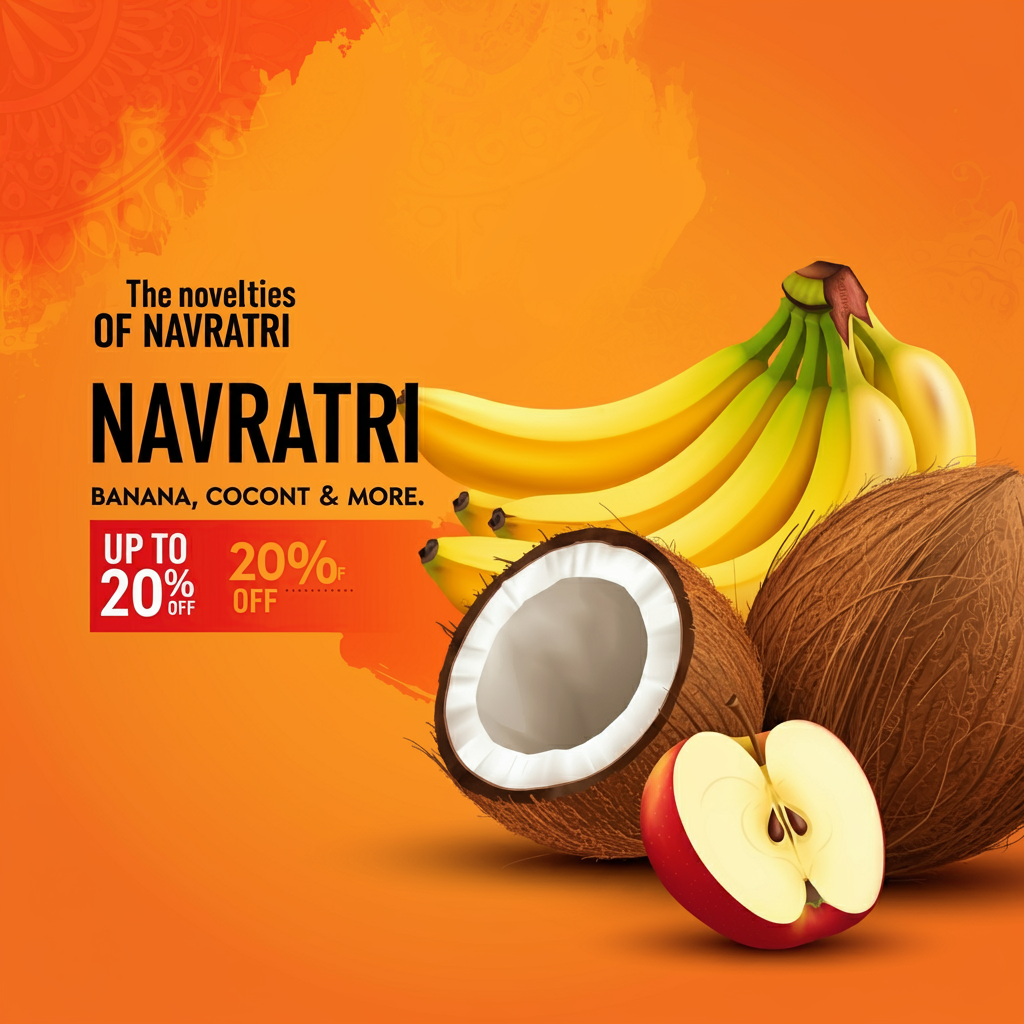 The novelties
OF NAVRATRI
NAVRATRI
BANANA, COCONT & MORE.
UP TO
20%
OFF
20%
F
OFF